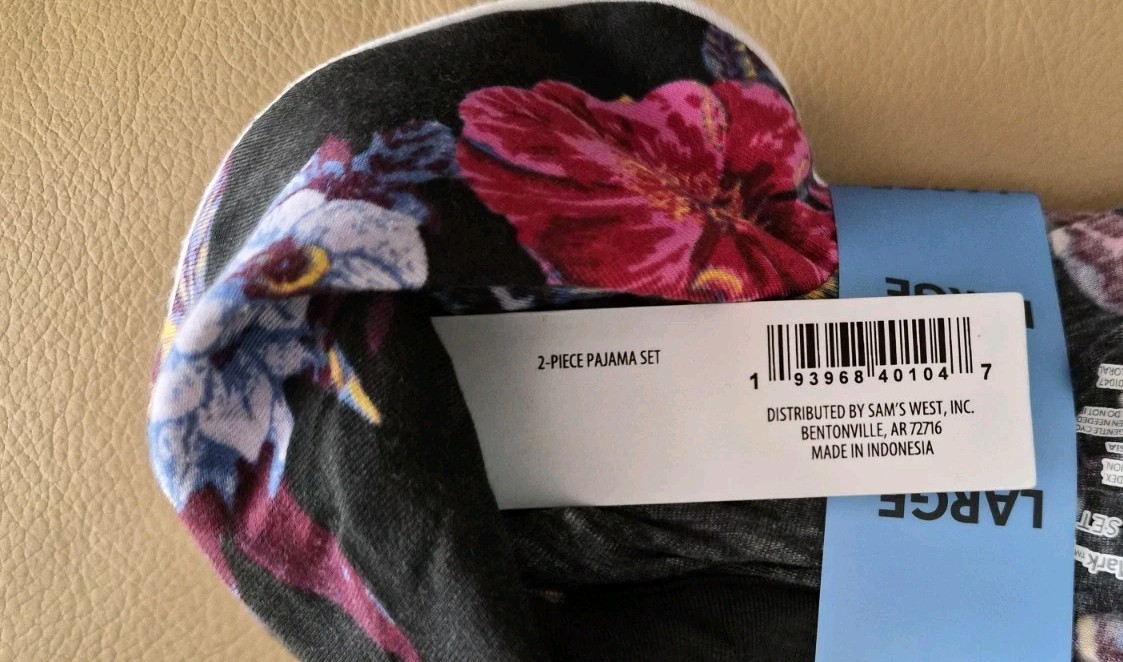 2-PIECE PAJAMA SET
1 93968 40104 7
DISTRIBUTED BY SAM'S WEST, INC.
BENTONVILLE, AR 72716
MADE IN INDONESIA
LARGE
SET